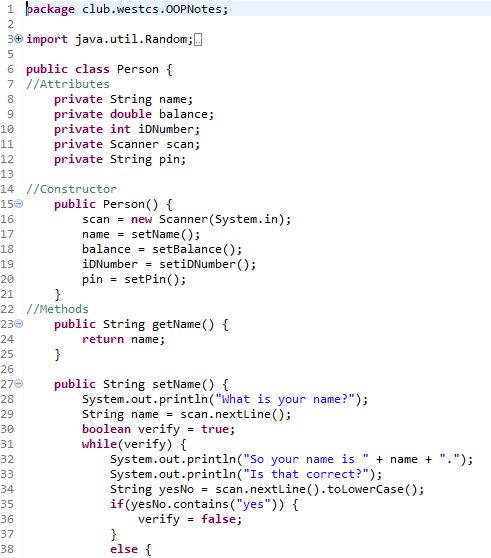 1 package club.westcs.OOPNotes;
2
3 import java.util.Random;
5
6 public class Person {
7 //Attributes
8     private String name;
9     private double balance;
10     private int iDNumber;
11     private Scanner scan;
12     private String pin;
13
14 //Constructor
15     public Person() {
16         scan = new Scanner(System.in);
17         name = setName();
18         balance = setBalance();
19         iDNumber = setiDNumber();
20         pin = setPin();
21     }
22 //Methods
23     public String getName() {
24         return name;
25     }
26
27     public String setName() {
28         System.out.println("What is your name?");
29         String name = scan.nextLine();
30         boolean verify = true;
31         while(verify) {
32             System.out.println("So your name is " + name + ".");
33             System.out.println("Is that correct?");
34             String yesNo = scan.nextLine().toLowerCase();
35             if(yesNo.contains("yes")) {
36                 verify = false;
37             }
38             else {